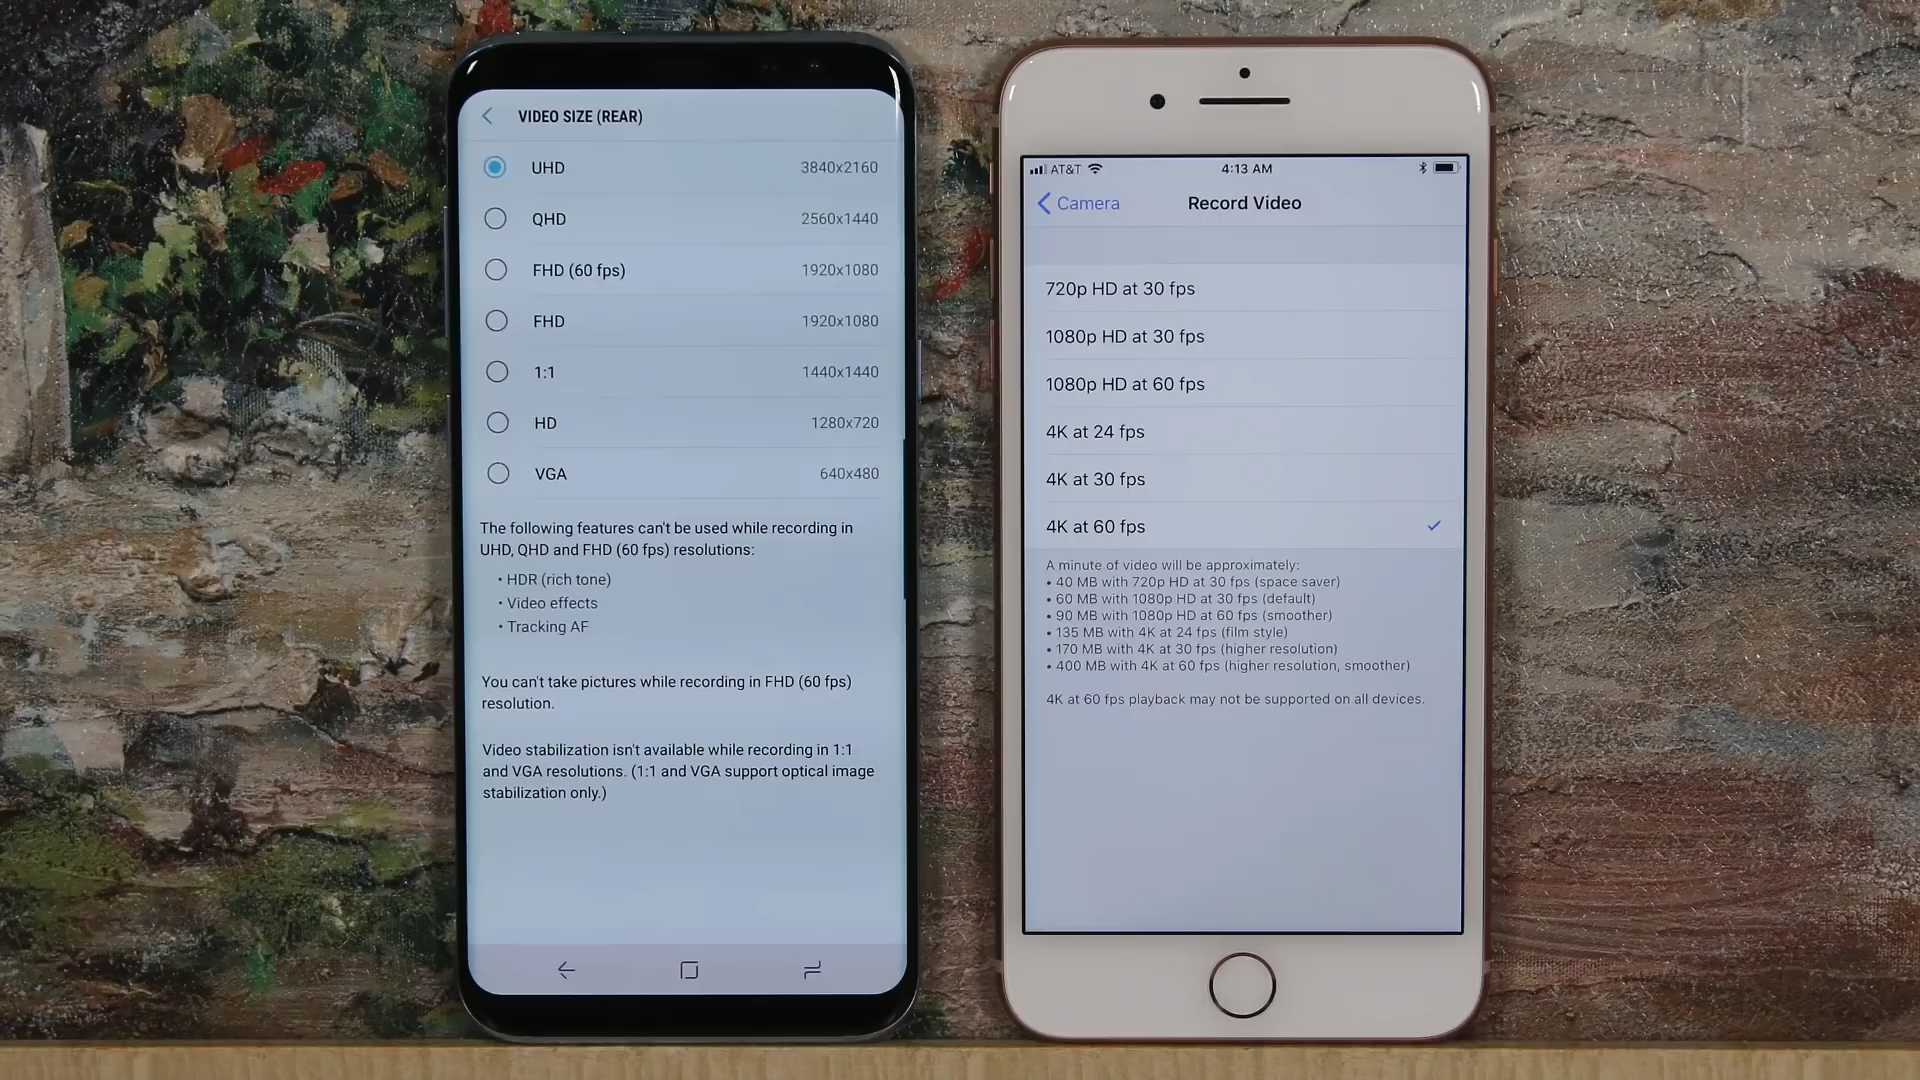 VIDEO SIZE (REAR)
UHD 3840x2160
QHD 2560x1440
FHD (60 fps) 1920x1080
FHD 1920x1080
1:1 1440x1440
HD 1280x720
VGA 640x480
The following features can't be used while recording in
UHD, QHD and FHD (60 fps) resolutions:
• HDR (rich tone)
• Video effects
• Tracking AF
You can't take pictures while recording in FHD (60 fps)
resolution.
Video stabilization isn't available while recording in 1:1
and VGA resolutions. (1:1 and VGA support optical image
stabilization only.)
AT&T 4:13 AM
Camera Record Video
720p HD at 30 fps
1080p HD at 30 fps
1080p HD at 60 fps
4K at 24 fps
4K at 30 fps
4K at 60 fps
A minute of video will be approximately:
• 40 MB with 720p HD at 30 fps (space saver)
• 60 MB with 1080p HD at 30 fps (default)
• 90 MB with 1080p HD at 60 fps (smoother)
• 135 MB with 4K at 24 fps (film style)
• 170 MB with 4K at 30 fps (higher resolution)
• 400 MB with 4K at 60 fps (higher resolution, smoother)
4K at 60 fps playback may not be supported on all devices.